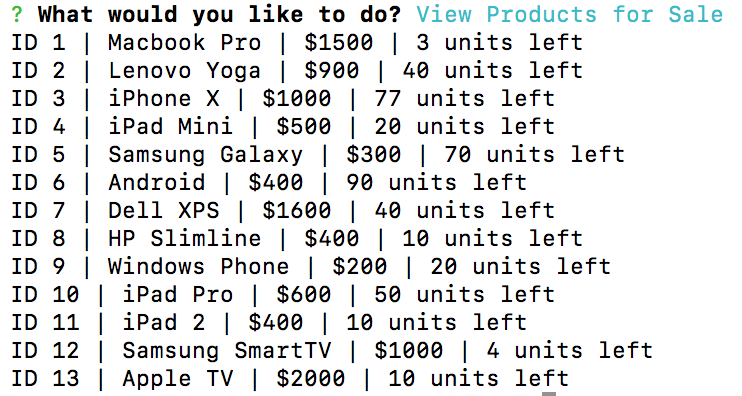 ? What would you like to do? View Products for Sale
ID 1 | Macbook Pro | $1500 | 3 units left
ID 2 | Lenovo Yoga | $900 | 40 units left
ID 3 | iPhone X | $1000 | 77 units left
ID 4 | iPad Mini | $500 | 20 units left
ID 5 | Samsung Galaxy | $300 | 70 units left
ID 6 | Android | $400 | 90 units left
ID 7 | Dell XPS | $1600 | 40 units left
ID 8 | HP Slimline | $400 | 10 units left
ID 9 | Windows Phone | $200 | 20 units left
ID 10 | iPad Pro | $600 | 50 units left
ID 11 | iPad 2 | $400 | 10 units left
ID 12 | Samsung SmartTV | $1000 | 4 units left
ID 13 | Apple TV | $2000 | 10 units left